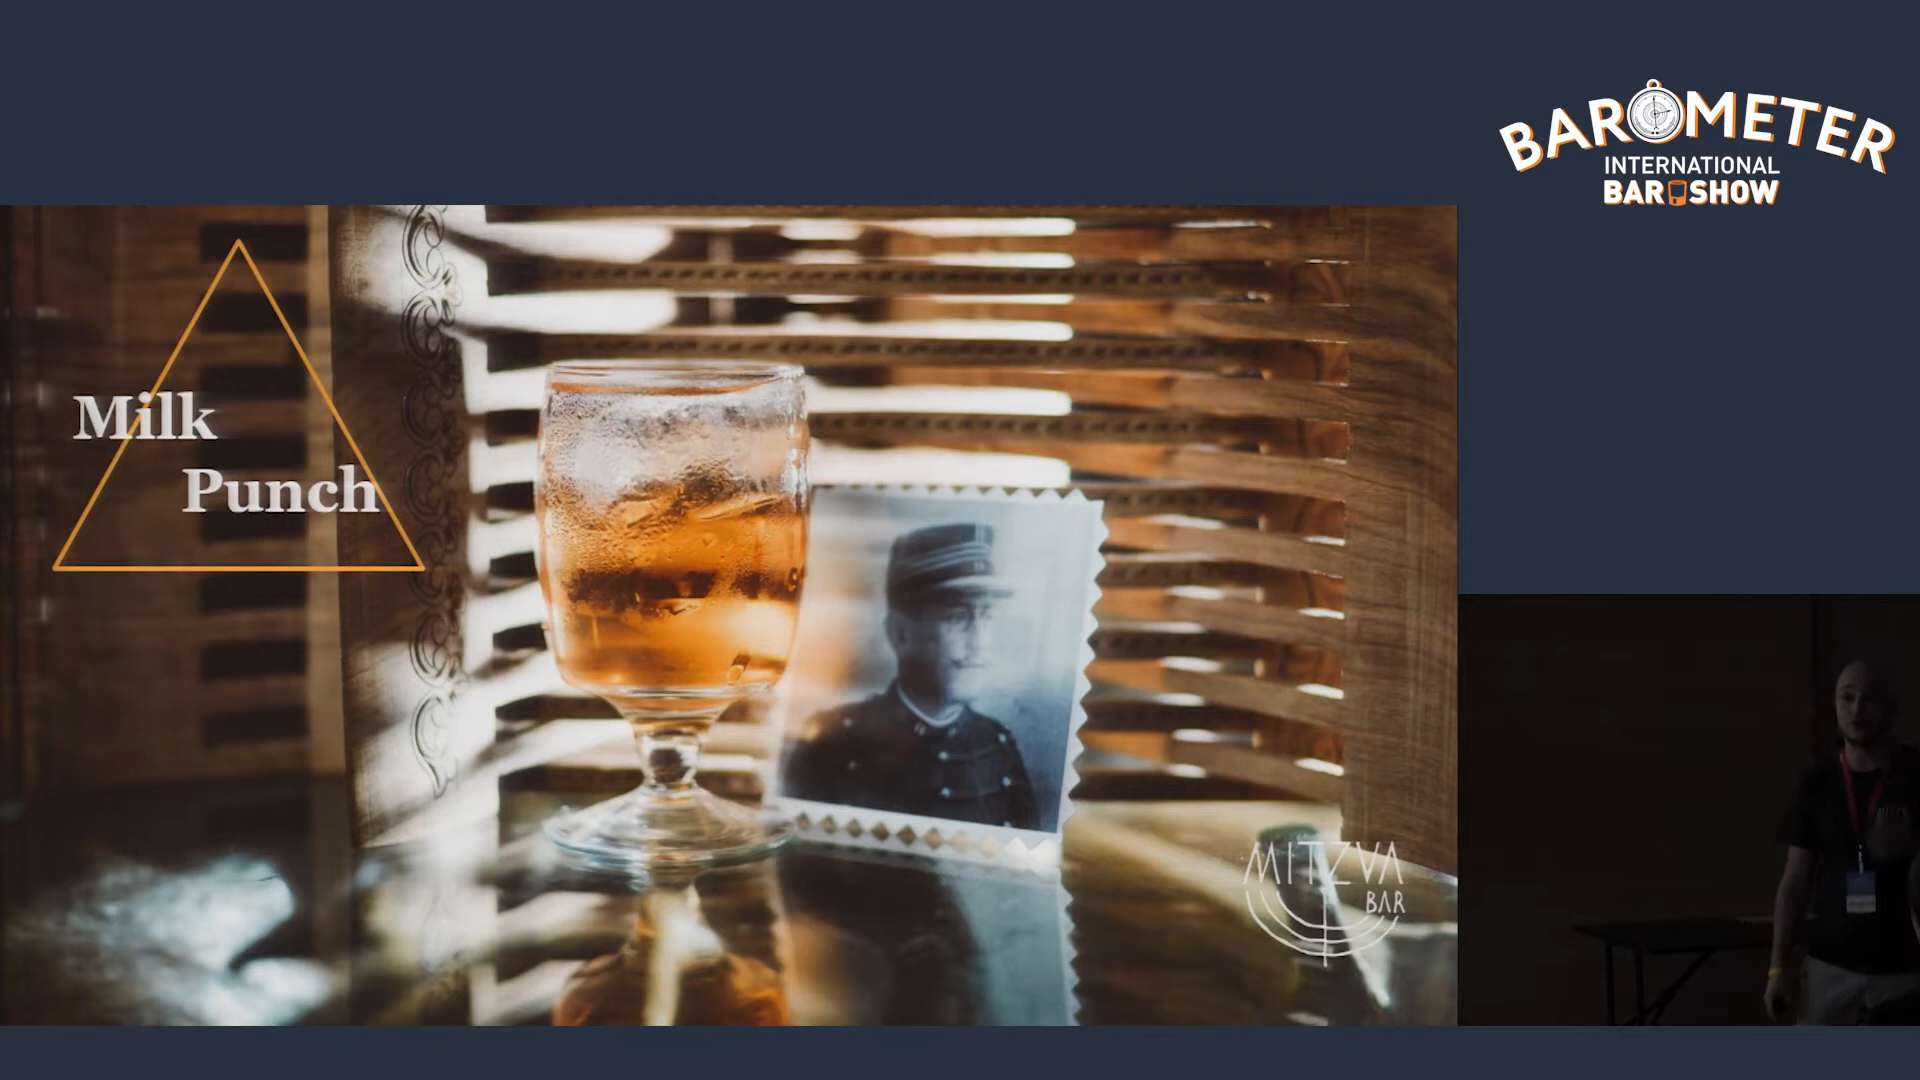 BAROMETER
INTERNATIONAL
BAR SHOW
Milk
Punch
MITZVA
BAR